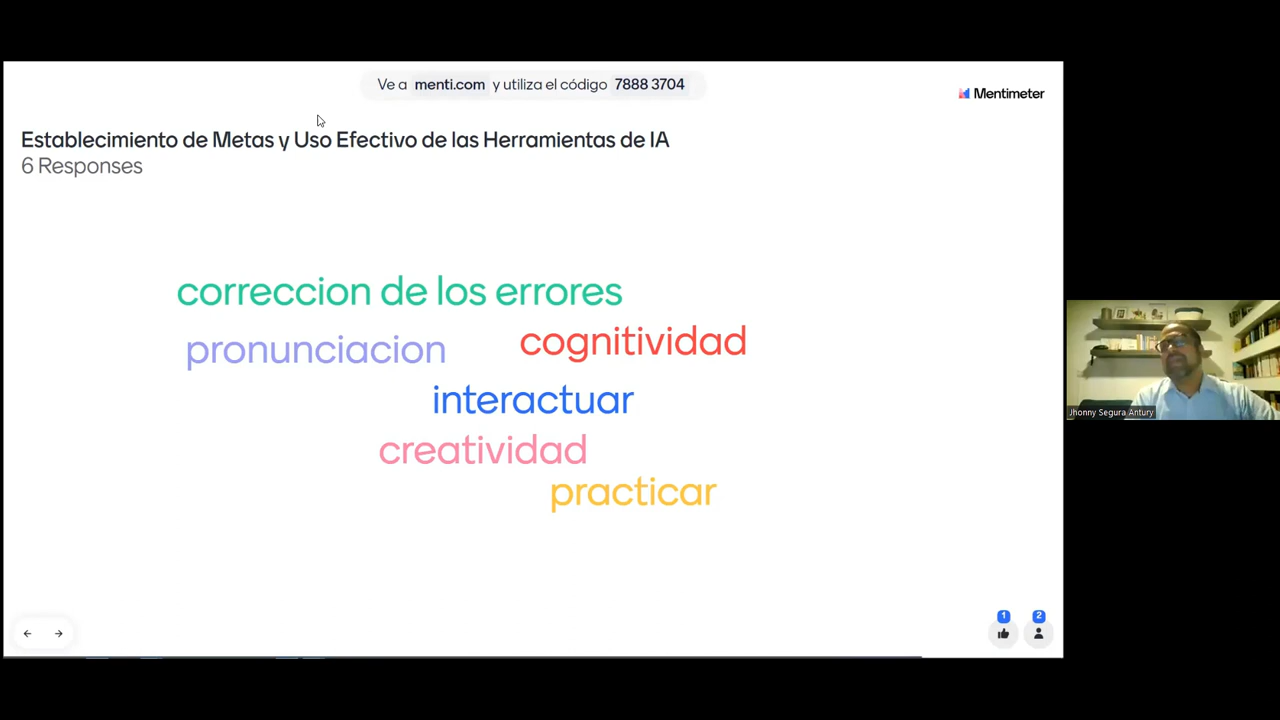 Ve a menti.com y utiliza el código 7888 3704
Mentimeter
Establecimiento de Metas y Uso Efectivo de las Herramientas de IA
6 Responses
correccion de los errores
pronunciacion
cognitividad
interactuar
creatividad
practicar
1
2
Jhonny Segura Antury